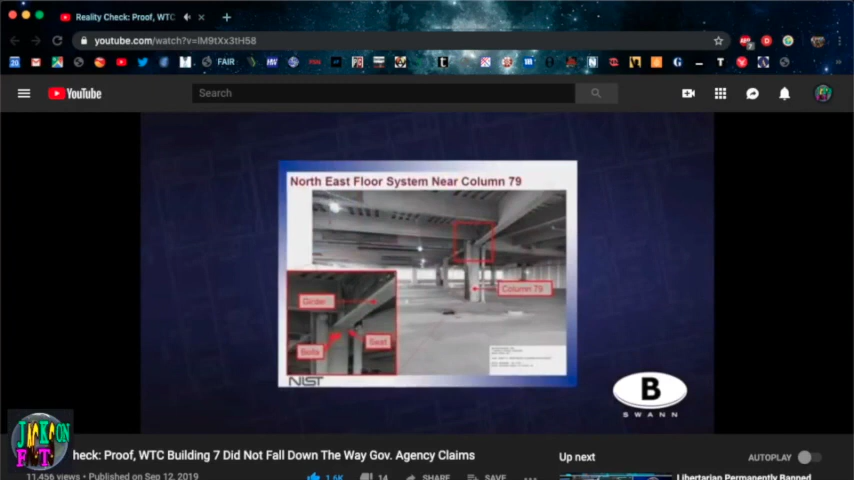 Reality Check: Proof, WTC
youtube.com/watch?v=lM9tXx3tH58
FAIR
YouTube
Search
North East Floor System Near Column 79
Column 79
Girder
Seat
Bolts
NIST
B
SWANN
JACKSON
heck: Proof, WTC Building 7 Did Not Fall Down The Way Gov. Agency Claims
11,456 views • Published on Sep 12, 2019
1.6K
14
SHARE
SAVE
Up next
AUTOPLAY
Libertarian Permanently Banned